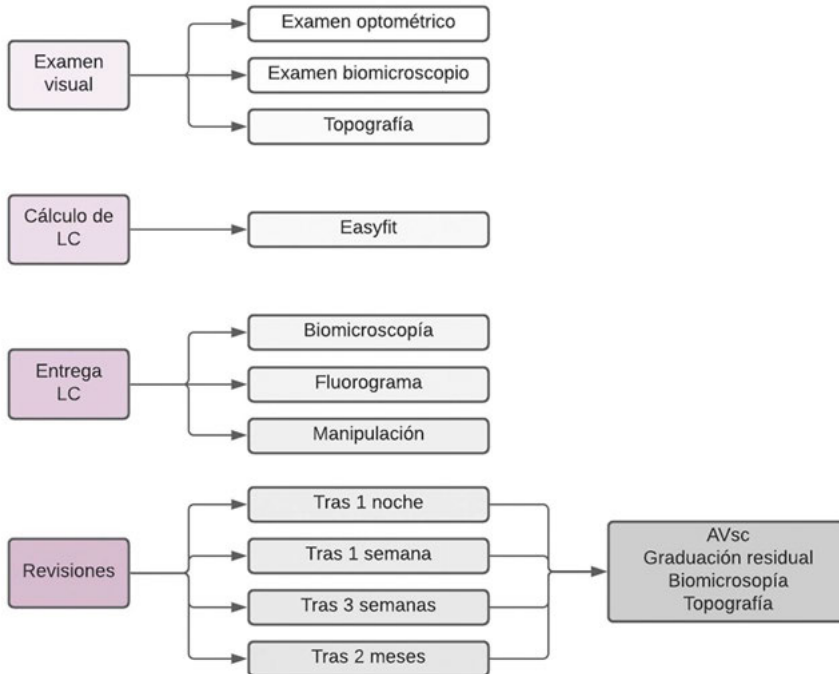 Examen
visual
Examen optométrico
Examen biomicroscopio
Topografía
Cálculo de
LC
Easyfit
Entrega
LC
Biomicroscopía
Fluorograma
Manipulación
Revisiones
Tras 1 noche
Tras 1 semana
Tras 3 semanas
Tras 2 meses
AVsc
Graduación residual
Biomicrosopía
Topografía